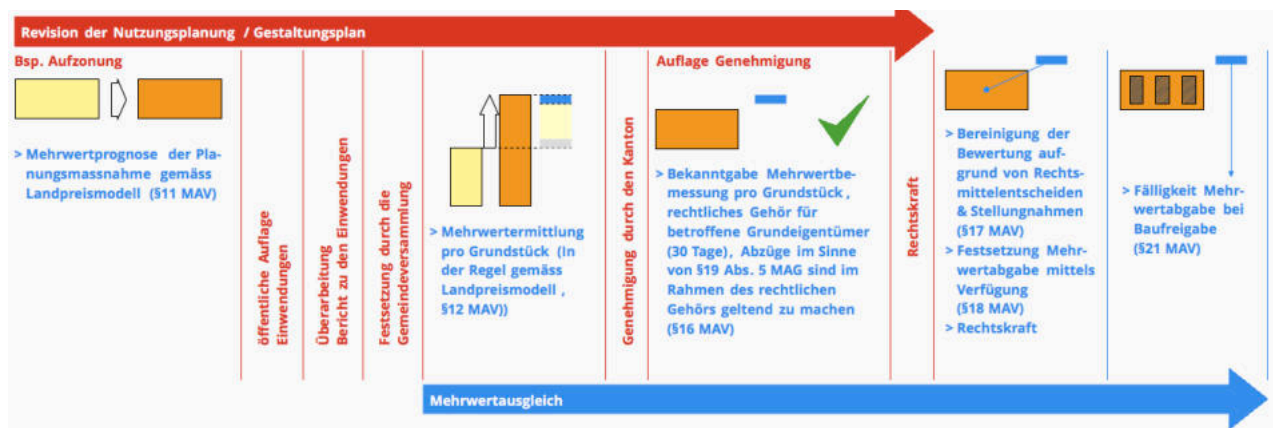 Revision der Nutzungsplanung / Gestaltungsplan
Bsp. Aufzonung
> Mehrwertprognose der Pla-
nungsmassnahme gemäss
Landpreismodell (§11 MAV)
öffentliche Auflage
Einwendungen
Überarbeitung
Bericht zu den Einwendungen
Festsetzung durch die
Gemeindeversammlung
> Mehrwertermittlung
pro Grundstück (in
der Regel gemäss
Landpreismodell ,
§12 MAV))
Genehmigung durch den Kanton
Auflage Genehmigung
> Bekanntgabe Mehrwertbe-
messung pro Grundstück ,
rechtliches Gehör für
betroffene Grundeigentümer
(30 Tage), Abzüge im Sinne
von §19 Abs. 5 MAG sind im
Rahmen des rechtlichen
Gehörs geltend zu machen
(§16 MAV)
Rechtskraft
> Bereinigung der
Bewertung auf-
grund von Rechts-
mittelentscheiden
& Stellungnahmen
(§17 MAV)
> Festsetzung Mehr-
wertabgabe mittels
Verfügung
(§18 MAV)
> Rechtskraft
> Fälligkeit Mehr-
wertabgabe bei
Baufreigabe
(§21 MAV)
Mehrwertausgleich